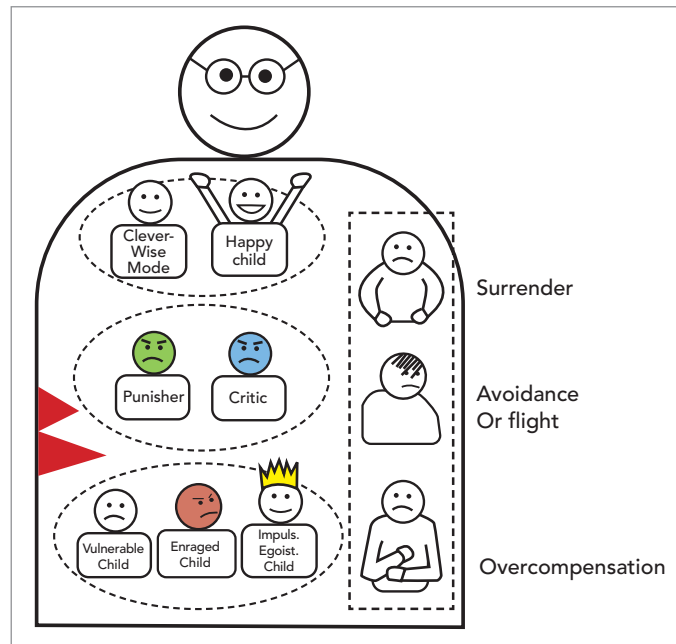 Clever-
Wise
Mode
Happy
child
Surrender
Punisher
Critic
Avoidance
Or flight
Vulnerable
Child
Enraged
Child
Impuls.
Egoist.
Child
Overcompensation